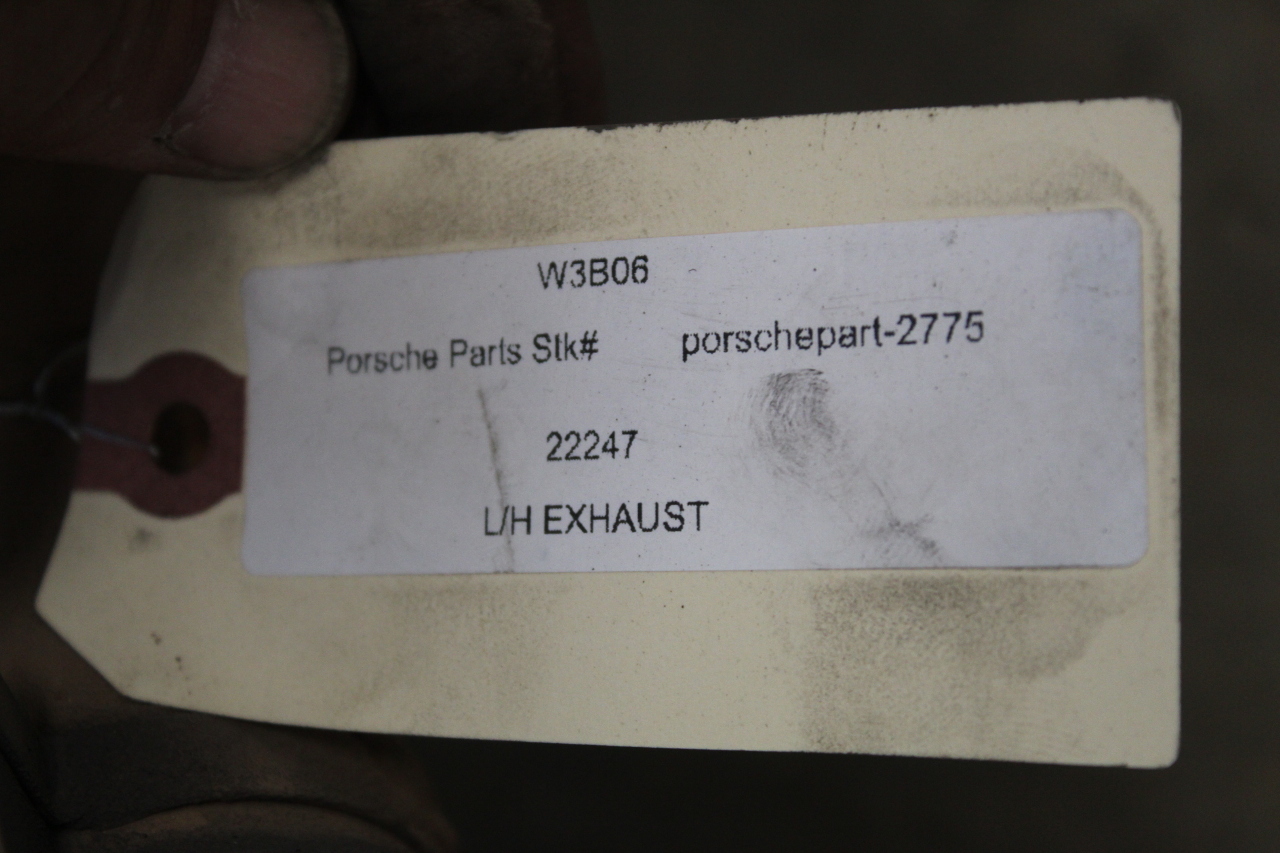 W3B06
Porsche Parts Stk# porschepart-2775
22247
L/H EXHAUST